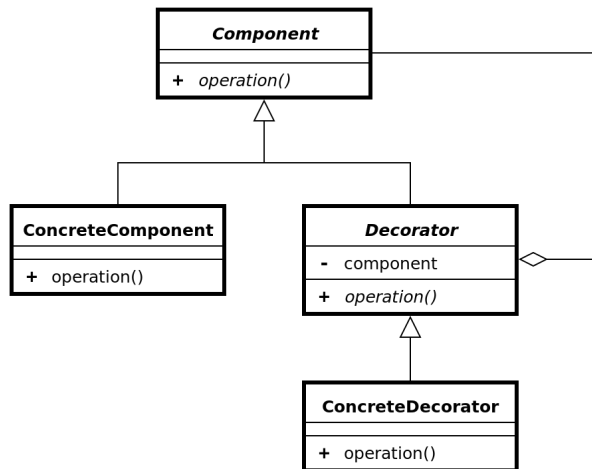 Component
+ operation()
ConcreteComponent
+ operation()
Decorator
- component
+ operation()
ConcreteDecorator
+ operation()